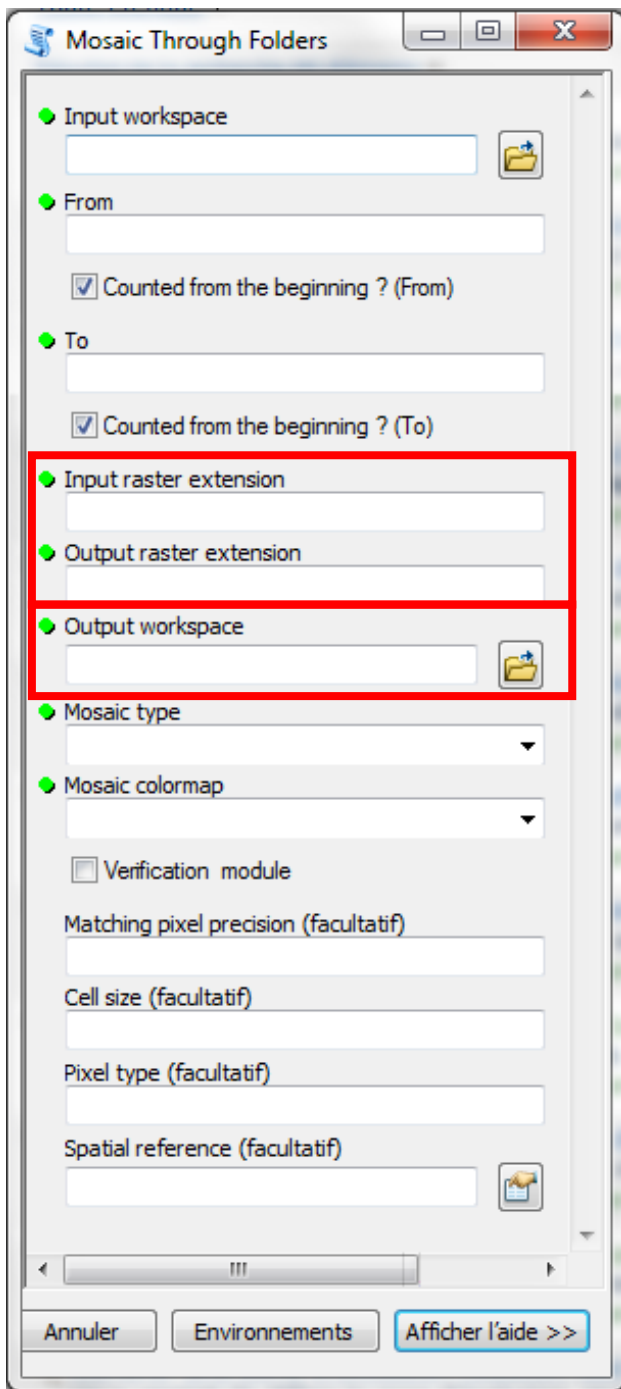 Mosaic Through Folders
Input workspace
From
Counted from the beginning ? (From)
To
Counted from the beginning ? (To)
Input raster extension
Output raster extension
Output workspace
Mosaic type
Mosaic colormap
Verification module
Matching pixel precision (facultatif)
Cell size (facultatif)
Pixel type (facultatif)
Spatial reference (facultatif)
Annuler Environnements Afficher l'aide >>